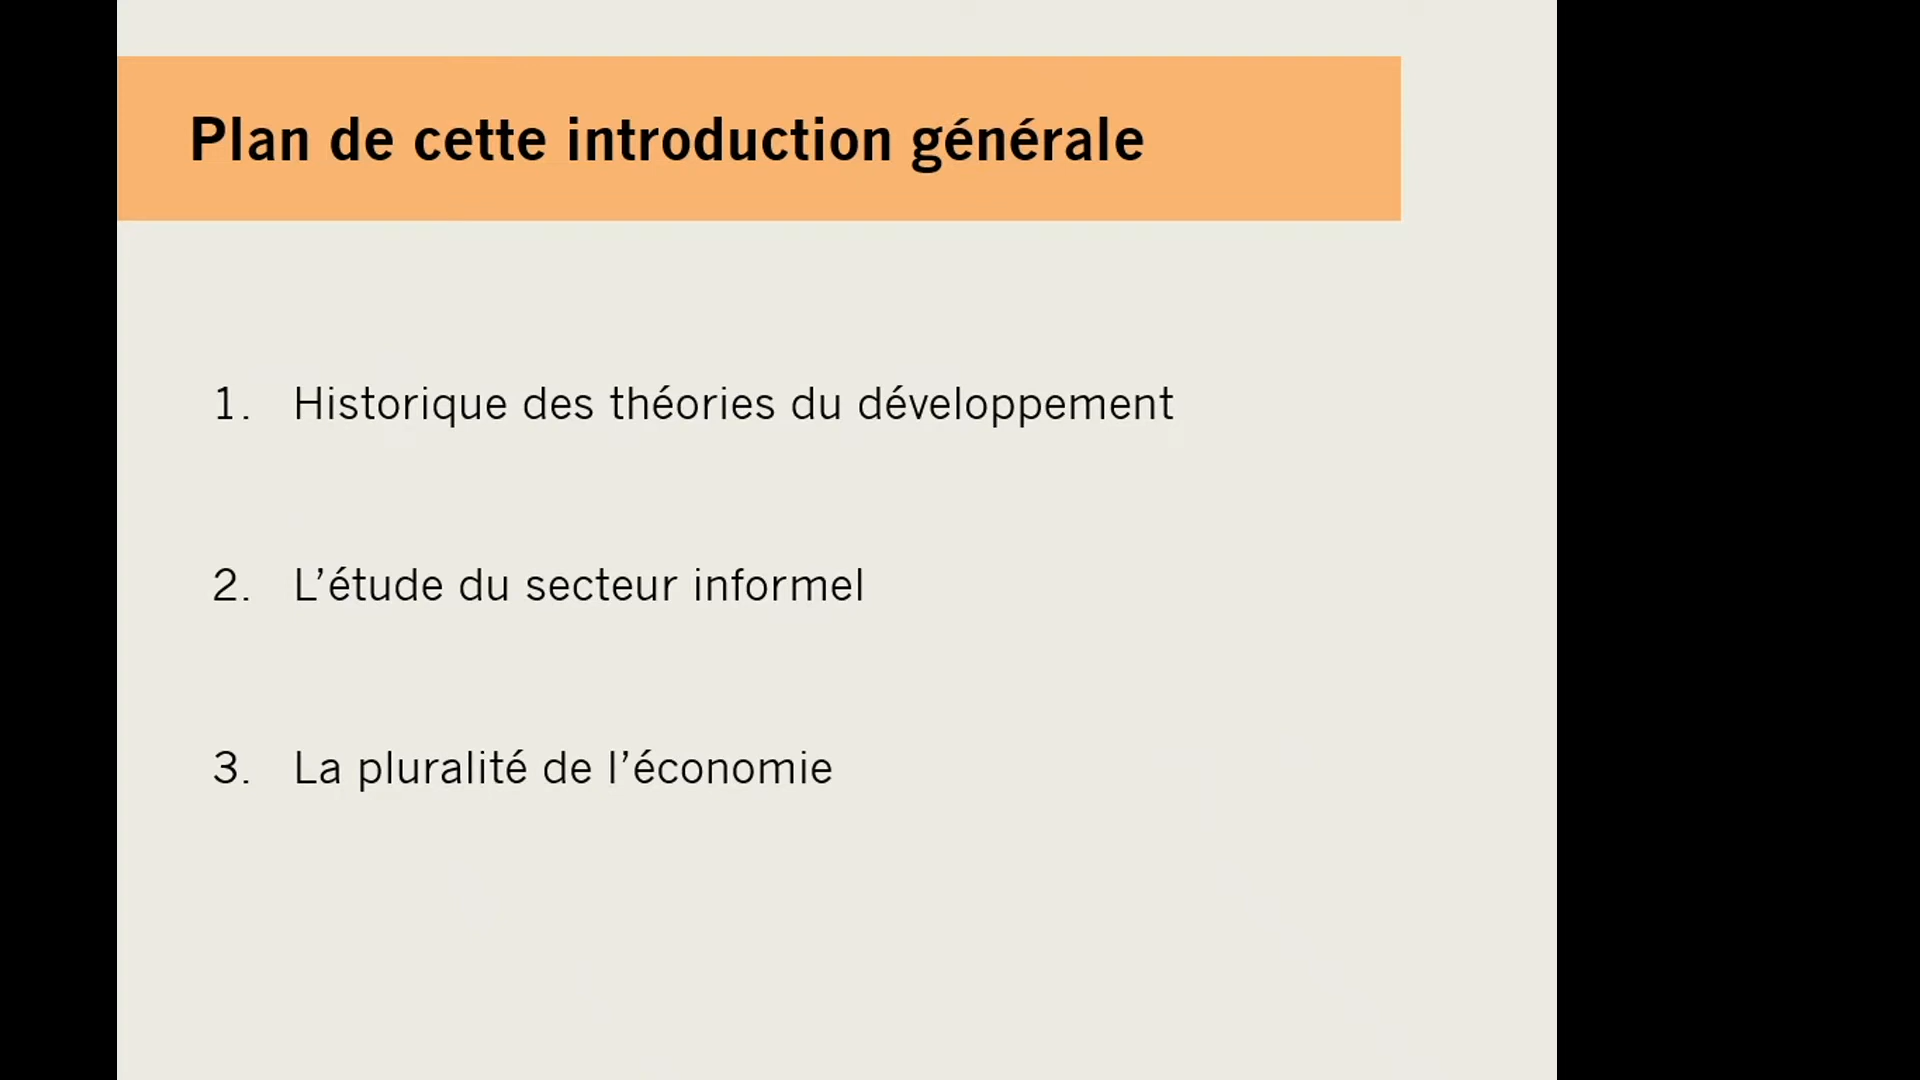 Plan de cette introduction générale
1. Historique des théories du développement
2. L’étude du secteur informel
3. La pluralité de l’économie